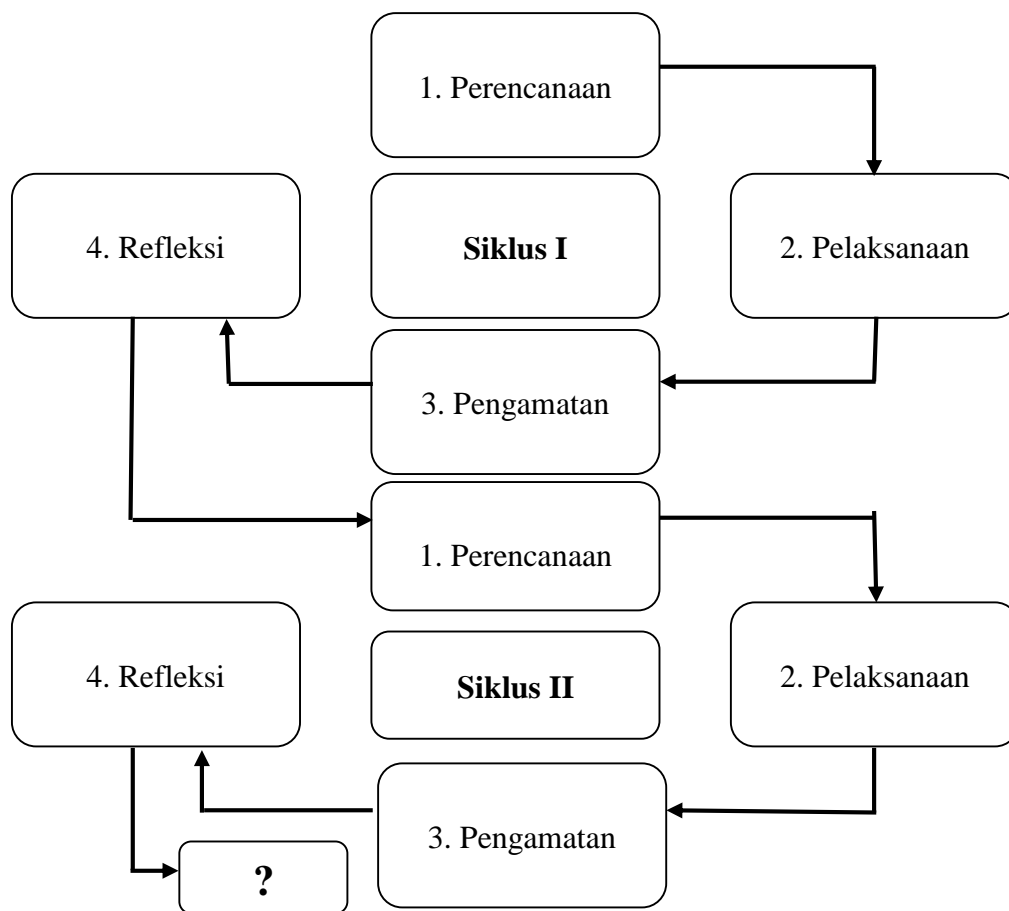 1. Perencanaan
4. Refleksi
Siklus I
2. Pelaksanaan
3. Pengamatan
1. Perencanaan
4. Refleksi
Siklus II
2. Pelaksanaan
3. Pengamatan
?